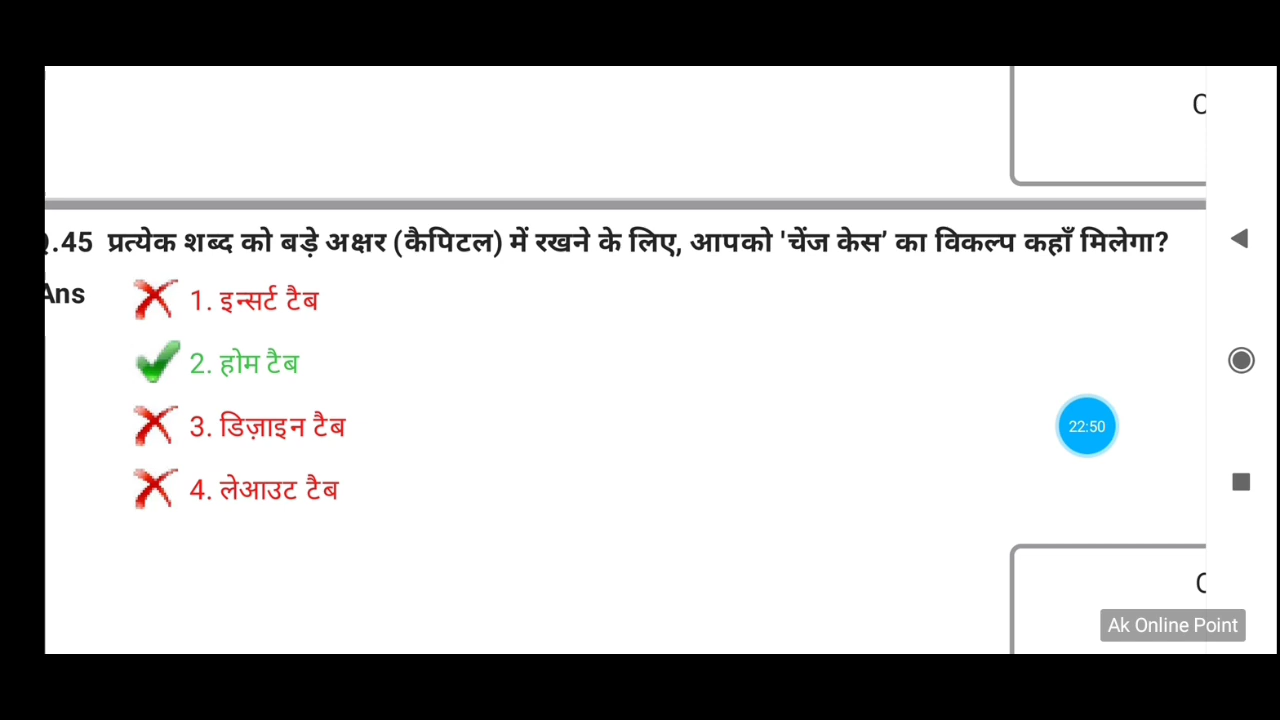 .45 प्रत्येक शब्द को बड़े अक्षर (कैपिटल) में रखने के लिए, आपको 'चेंज केस’ का विकल्प कहाँ मिलेगा?
Ans
1. इन्सर्ट टैब
2. होम टैब
3. डिज़ाइन टैब
4. लेआउट टैब
22:50
Ak Online Point